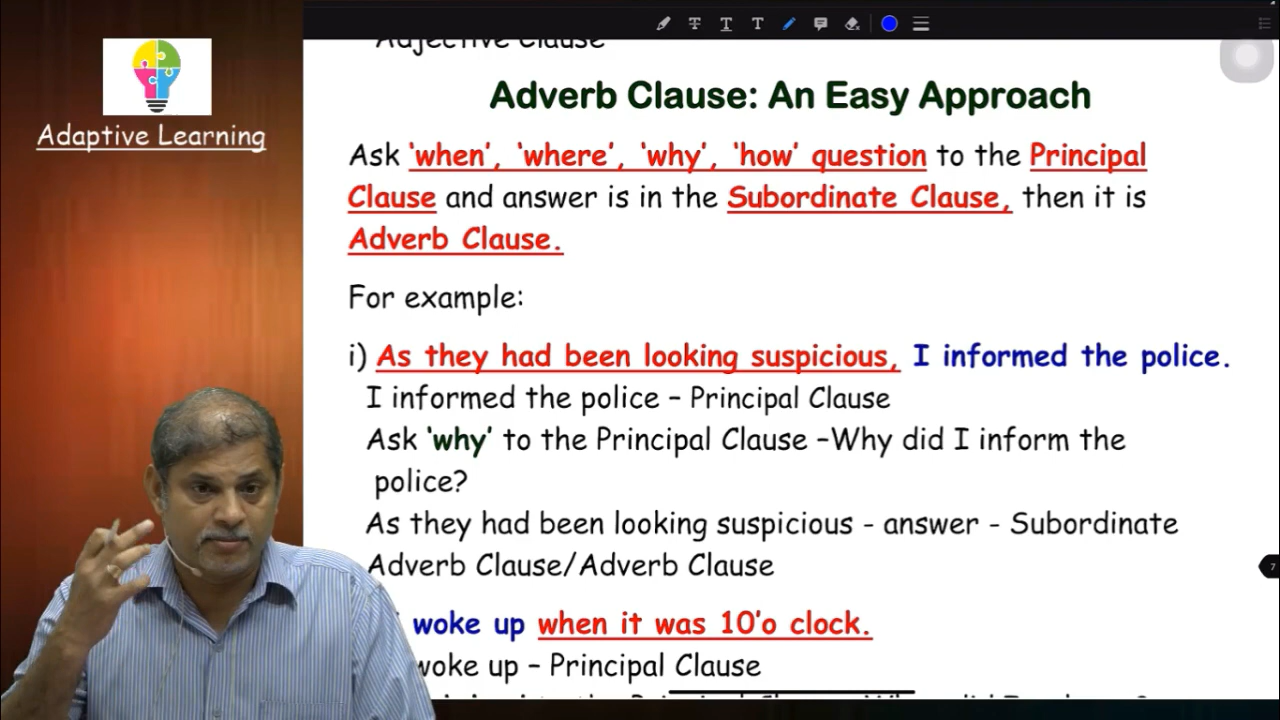 Adaptive Learning
Adjective Clause
Adverb Clause: An Easy Approach
Ask 'when', 'where', 'why', 'how' question to the Principal
Clause and answer is in the Subordinate Clause, then it is
Adverb Clause.
For example:
i) As they had been looking suspicious, I informed the police.
I informed the police – Principal Clause
Ask 'why' to the Principal Clause –Why did I inform the
police?
As they had been looking suspicious - answer - Subordinate
Adverb Clause/Adverb Clause
woke up when it was 10'o clock.
woke up – Principal Clause
7